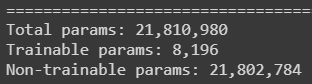 =================================
Total params: 21,810,980
Trainable params: 8,196
Non-trainable params: 21,802,784